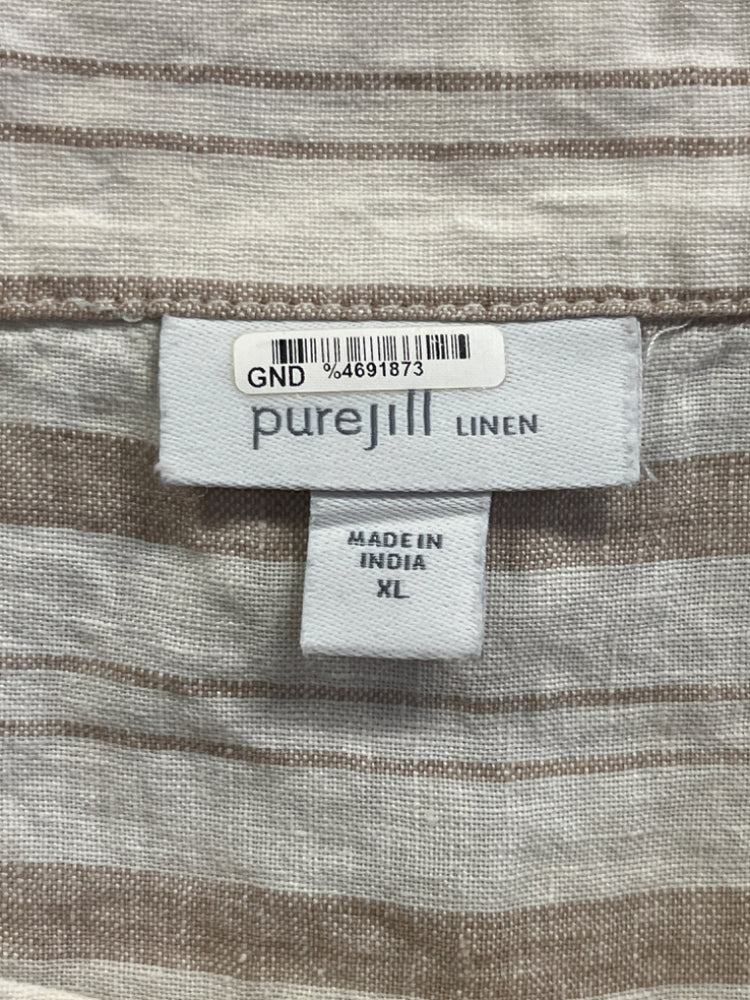 GND %4691873
purejill LINEN
MADE IN
INDIA
XL